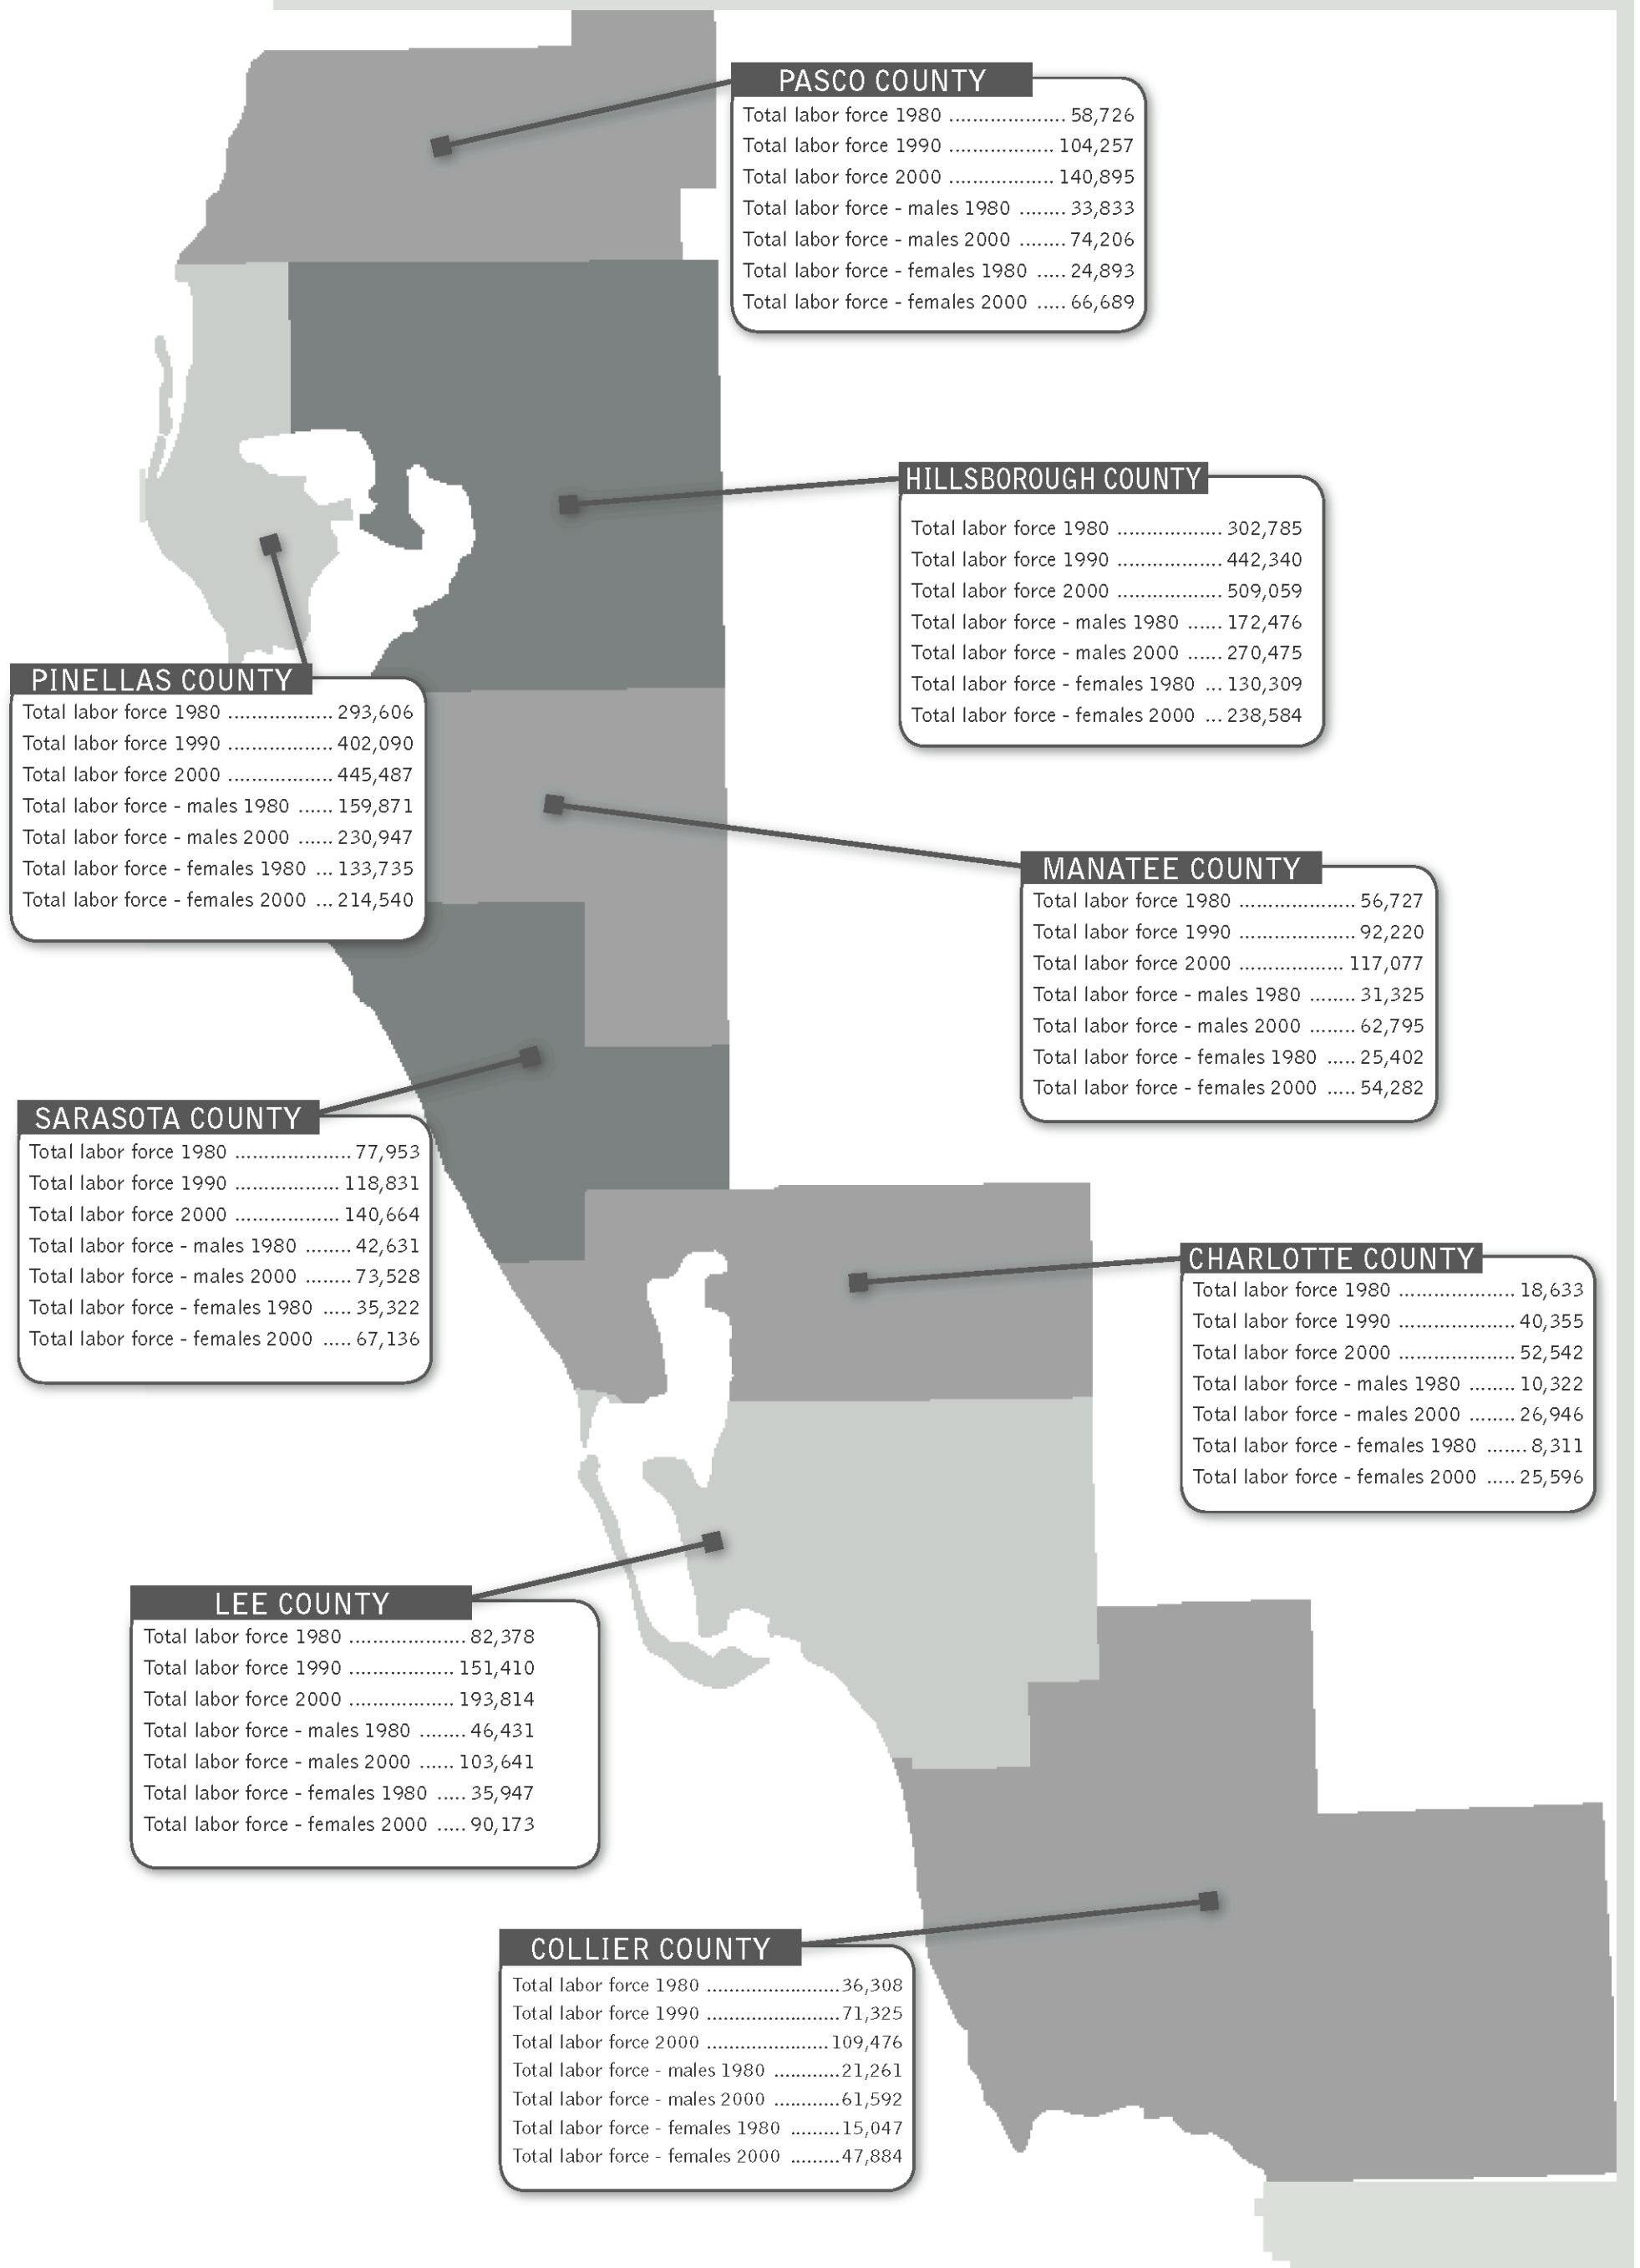 PASCO COUNTY
Total labor force 1980 .................... 58,726
Total labor force 1990 .................. 104,257
Total labor force 2000 .................. 140,895
Total labor force - males 1980 ........ 33,833
Total labor force - males 2000 ........ 74,206
Total labor force - females 1980 ..... 24,893
Total labor force - females 2000 ..... 66,689
HILLSBOROUGH COUNTY
Total labor force 1980 .................. 302,785
Total labor force 1990 .................. 442,340
Total labor force 2000 .................. 509,059
Total labor force - males 1980 ...... 172,476
Total labor force - males 2000 ...... 270,475
Total labor force - females 1980 ... 130,309
Total labor force - females 2000 ... 238,584
PINELLAS COUNTY
Total labor force 1980 .................. 293,606
Total labor force 1990 .................. 402,090
Total labor force 2000 .................. 445,487
Total labor force - males 1980 ...... 159,871
Total labor force - males 2000 ...... 230,947
Total labor force - females 1980 ... 133,735
Total labor force - females 2000 ... 214,540
MANATEE COUNTY
Total labor force 1980 .................... 56,727
Total labor force 1990 .................... 92,220
Total labor force 2000 .................. 117,077
Total labor force - males 1980 ........ 31,325
Total labor force - males 2000 ........ 62,795
Total labor force - females 1980 ..... 25,402
Total labor force - females 2000 ..... 54,282
SARASOTA COUNTY
Total labor force 1980 .................... 77,953
Total labor force 1990 .................. 118,831
Total labor force 2000 .................. 140,664
Total labor force - males 1980 ........ 42,631
Total labor force - males 2000 ........ 73,528
Total labor force - females 1980 ..... 35,322
Total labor force - females 2000 ..... 67,136
CHARLOTTE COUNTY
Total labor force 1980 .................... 18,633
Total labor force 1990 .................... 40,355
Total labor force 2000 .................... 52,542
Total labor force - males 1980 ........ 10,322
Total labor force - males 2000 ........ 26,946
Total labor force - females 1980 ....... 8,311
Total labor force - females 2000 ..... 25,596
LEE COUNTY
Total labor force 1980 .................... 82,378
Total labor force 1990 .................. 151,410
Total labor force 2000 .................. 193,814
Total labor force - males 1980 ........ 46,431
Total labor force - males 2000 ...... 103,641
Total labor force - females 1980 ..... 35,947
Total labor force - females 2000 ..... 90,173
COLLIER COUNTY
Total labor force 1980 ........................36,308
Total labor force 1990 ........................71,325
Total labor force 2000 ......................109,476
Total labor force - males 1980 ............21,261
Total labor force - males 2000 ............61,592
Total labor force - females 1980 .........15,047
Total labor force - females 2000 .........47,884